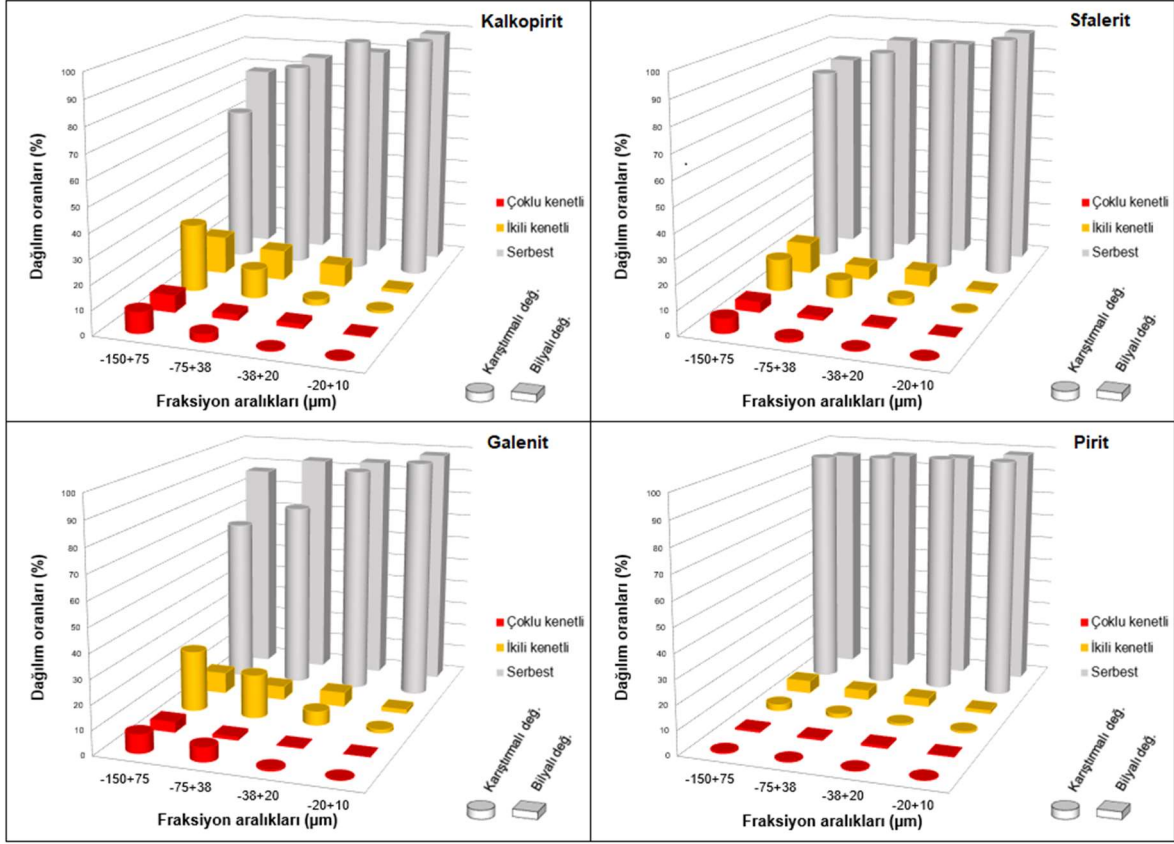 Kalkopirit
Dağılım oranları (%)
100
90
80
70
60
50
40
30
20
10
0
-150+75
-75+38
-38+20
-20+10
Fraksiyon aralıkları (µm)
Çoklu kenetli
İkili kenetli
Serbest
Karıştırmalı değ.
Bilyalı değ.
Sfalerit
Dağılım oranları (%)
100
90
80
70
60
50
40
30
20
10
0
-150+75
-75+38
-38+20
-20+10
Fraksiyon aralıkları (µm)
Çoklu kenetli
İkili kenetli
Serbest
Karıştırmalı değ.
Bilyalı değ.
Galenit
Dağılım oranları (%)
100
90
80
70
60
50
40
30
20
10
0
-150+75
-75+38
-38+20
-20+10
Fraksiyon aralıkları (µm)
Çoklu kenetli
İkili kenetli
Serbest
Karıştırmalı değ.
Bilyalı değ.
Pirit
Dağılım oranları (%)
100
90
80
70
60
50
40
30
20
10
0
-150+75
-75+38
-38+20
-20+10
Fraksiyon aralıkları (µm)
Çoklu kenetli
İkili kenetli
Serbest
Karıştırmalı değ.
Bilyalı değ.